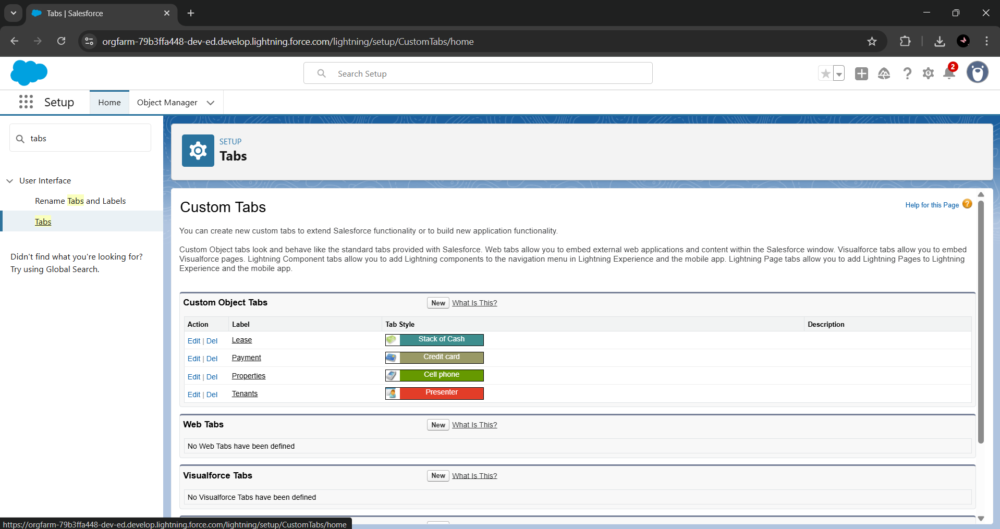 Tabs | Salesforce
orgfarm-79b3ffa448-dev-ed.develop.lightning.force.com/lightning/setup/CustomTabs/home
Search Setup
2
Setup
Home
Object Manager
tabs
User Interface
Rename Tabs and Labels
Tabs
Didn't find what you're looking for?
Try using Global Search.
SETUP
Tabs
Custom Tabs
Help for this Page
You can create new custom tabs to extend Salesforce functionality or to build new application functionality.
Custom Object tabs look and behave like the standard tabs provided with Salesforce. Web tabs allow you to embed external web applications and content within the Salesforce window. Visualforce tabs allow you to embed
Visualforce pages. Lightning Component tabs allow you to add Lightning components to the navigation menu in Lightning Experience and the mobile app. Lightning Page tabs allow you to add Lightning Pages to Lightning
Experience and the mobile app.
Custom Object Tabs New What Is This?
Action Label Tab Style Description
Edit | Del Lease Stack of Cash
Edit | Del Payment Credit card
Edit | Del Properties Cell phone
Edit | Del Tenants Presenter
Web Tabs New What Is This?
No Web Tabs have been defined
Visualforce Tabs New What Is This?
No Visualforce Tabs have been defined
https://orgfarm-79b3ffa448-dev-ed.develop.lightning.force.com/lightning/setup/CustomTabs/home